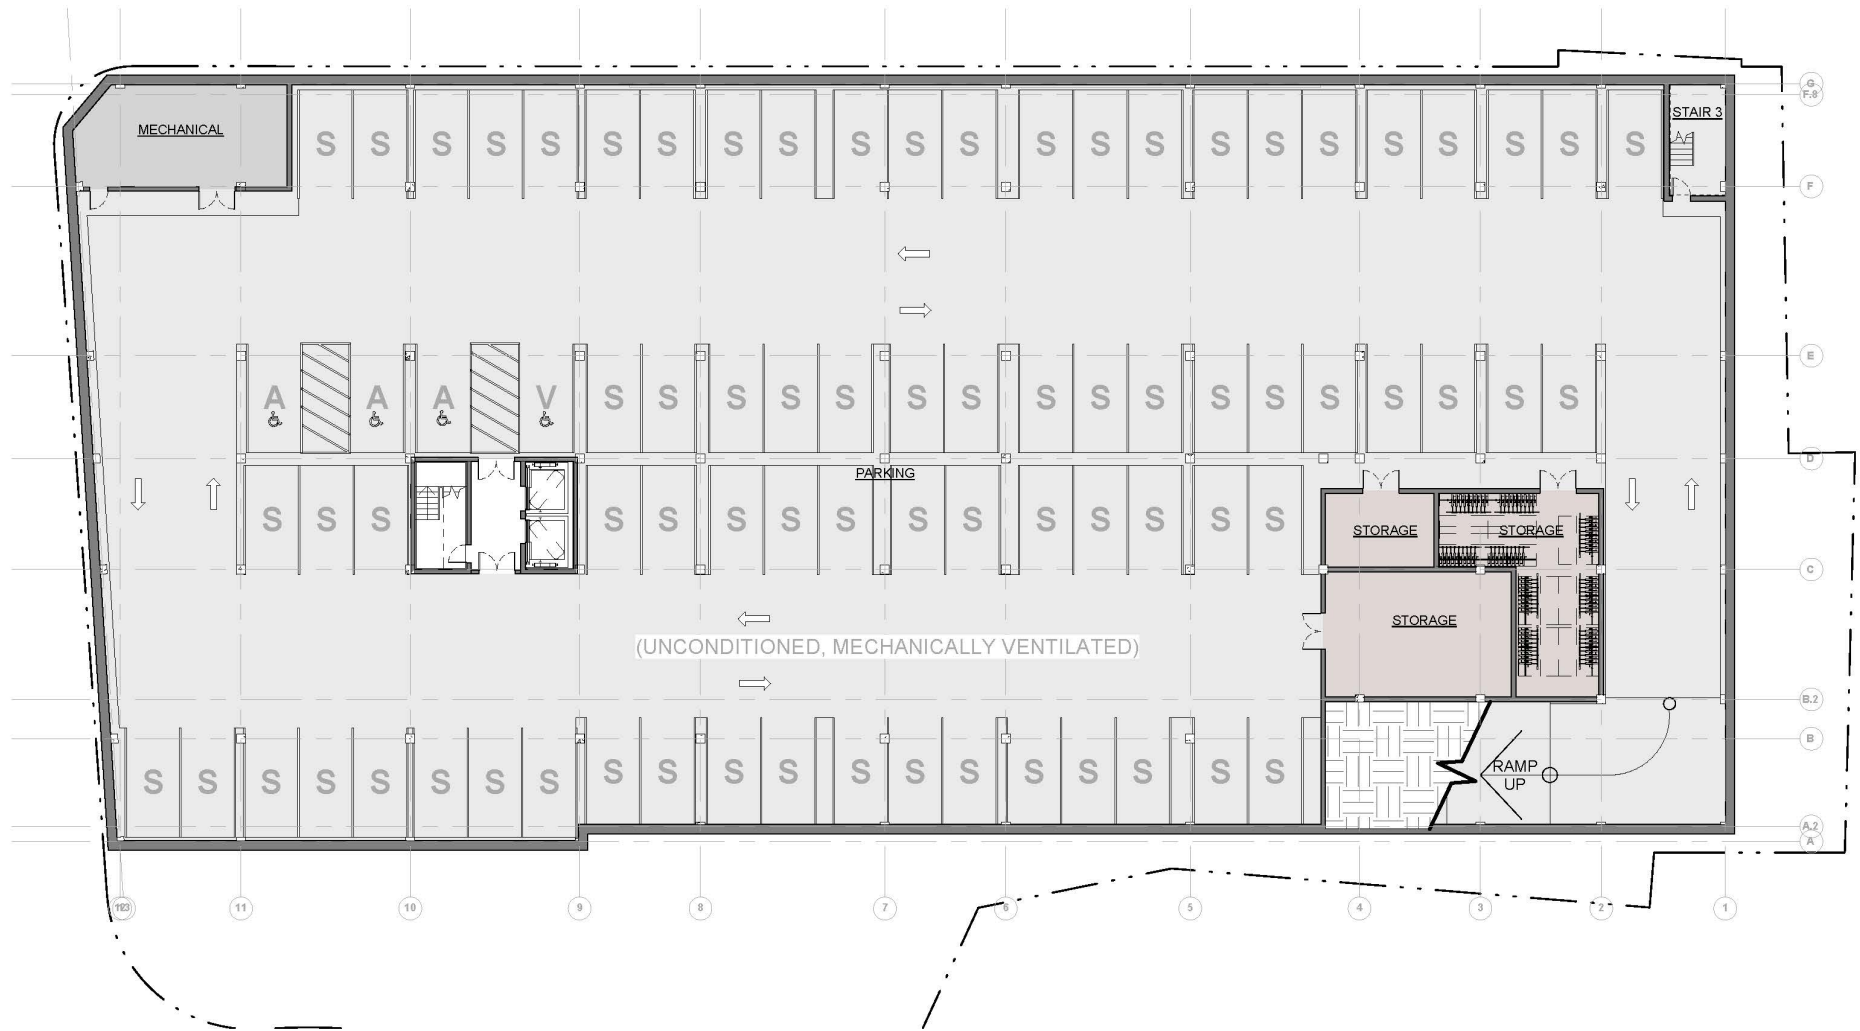 G
F.8
MECHANICAL
STAIR 3
S S S S S S S S S S S S S S S S S S S S S S S
F
E
A A A V S S S S S S S S S S S S S S S S S
D
PARKING
S S S S S S S S S S S S S S S
STORAGE
STORAGE
C
STORAGE
(UNCONDITIONED, MECHANICALLY VENTILATED)
B.2
B
S S S S S S S S S S S S S S S S S S S S
RAMP
UP
A.2
A
11 10 9 8 7 6 5 4 3 2 1